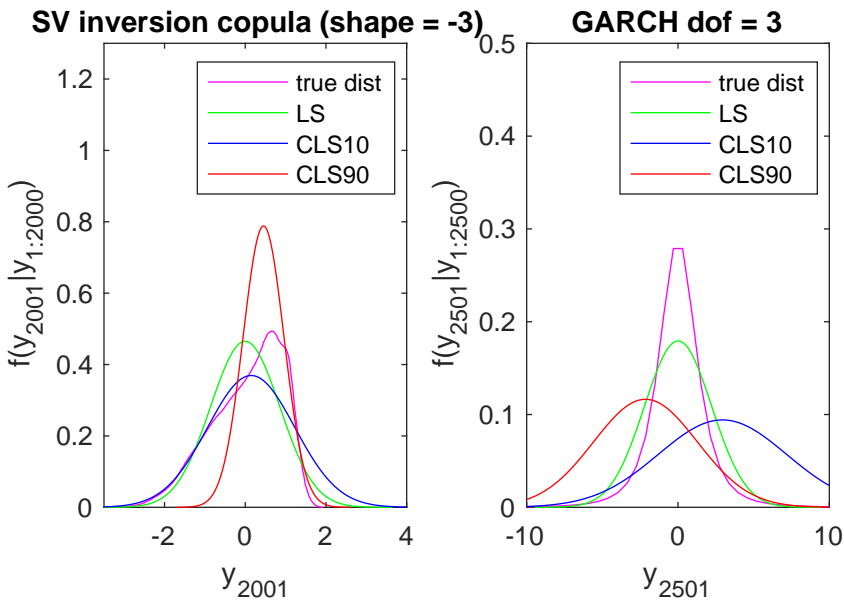 SV inversion copula (shape = -3)
1.2
1
0.8
0.6
0.4
0.2
0
-2
0
2
4
f(y2001|y1:2000)
y2001
true dist
LS
CLS10
CLS90
GARCH dof = 3
0.5
0.4
0.3
0.2
0.1
0
-10
0
10
f(y2501|y1:2500)
y2501
true dist
LS
CLS10
CLS90